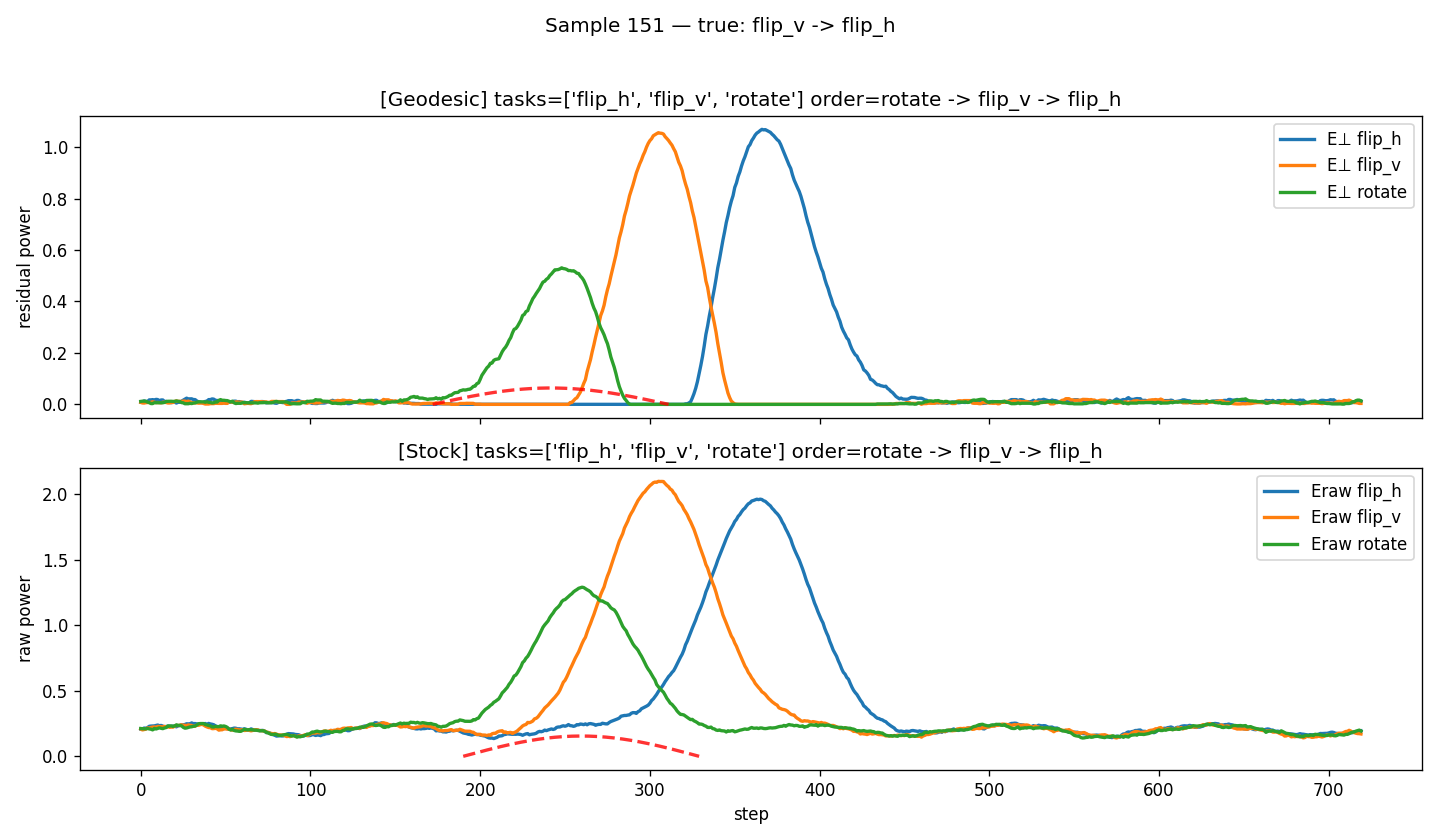 Sample 151 — true: flip_v -> flip_h
[Geodesic] tasks=['flip_h', 'flip_v', 'rotate'] order=rotate -> flip_v -> flip_h
residual power
1.0
0.8
0.6
0.4
0.2
0.0
E⊥ flip_h
E⊥ flip_v
E⊥ rotate
[Stock] tasks=['flip_h', 'flip_v', 'rotate'] order=rotate -> flip_v -> flip_h
raw power
2.0
1.5
1.0
0.5
0.0
Eraw flip_h
Eraw flip_v
Eraw rotate
0 100 200 300 400 500 600 700
step